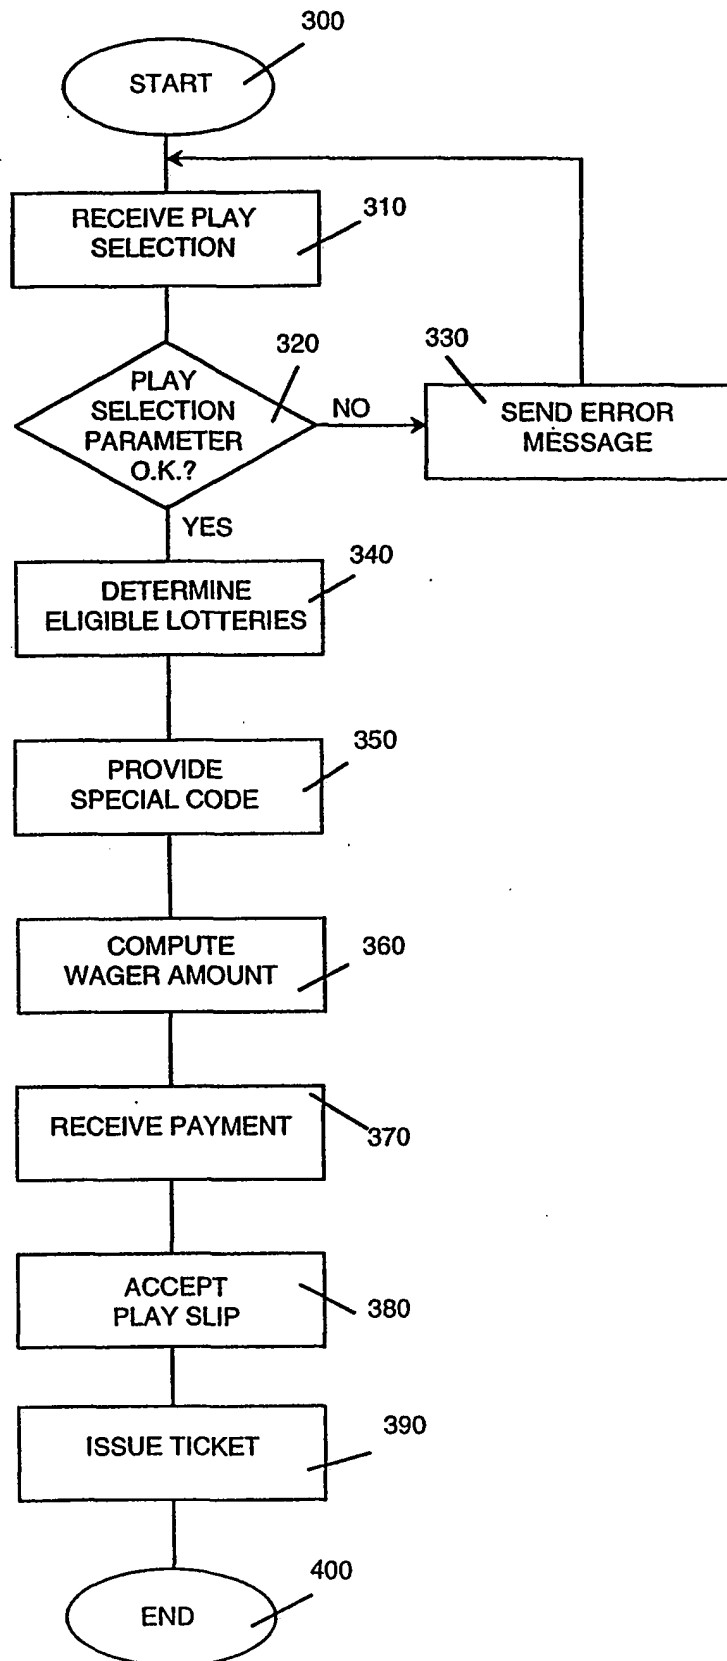 300
START
RECEIVE PLAY
SELECTION
310
320
PLAY
SELECTION
PARAMETER
O.K.?
NO
330
SEND ERROR
MESSAGE
YES
340
DETERMINE
ELIGIBLE LOTTERIES
350
PROVIDE
SPECIAL CODE
COMPUTE
WAGER AMOUNT
360
RECEIVE PAYMENT
370
ACCEPT
PLAY SLIP
380
ISSUE TICKET
390
400
END